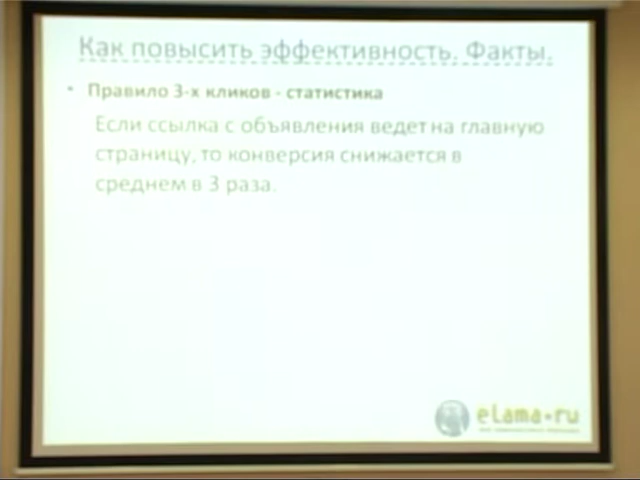 Как повысить эффективность. Факты.
• Правило 3-х кликов - статистика
Если ссылка с объявления ведет на главную
страницу, то конверсия снижается в
среднем в 3 раза.
elama.ru